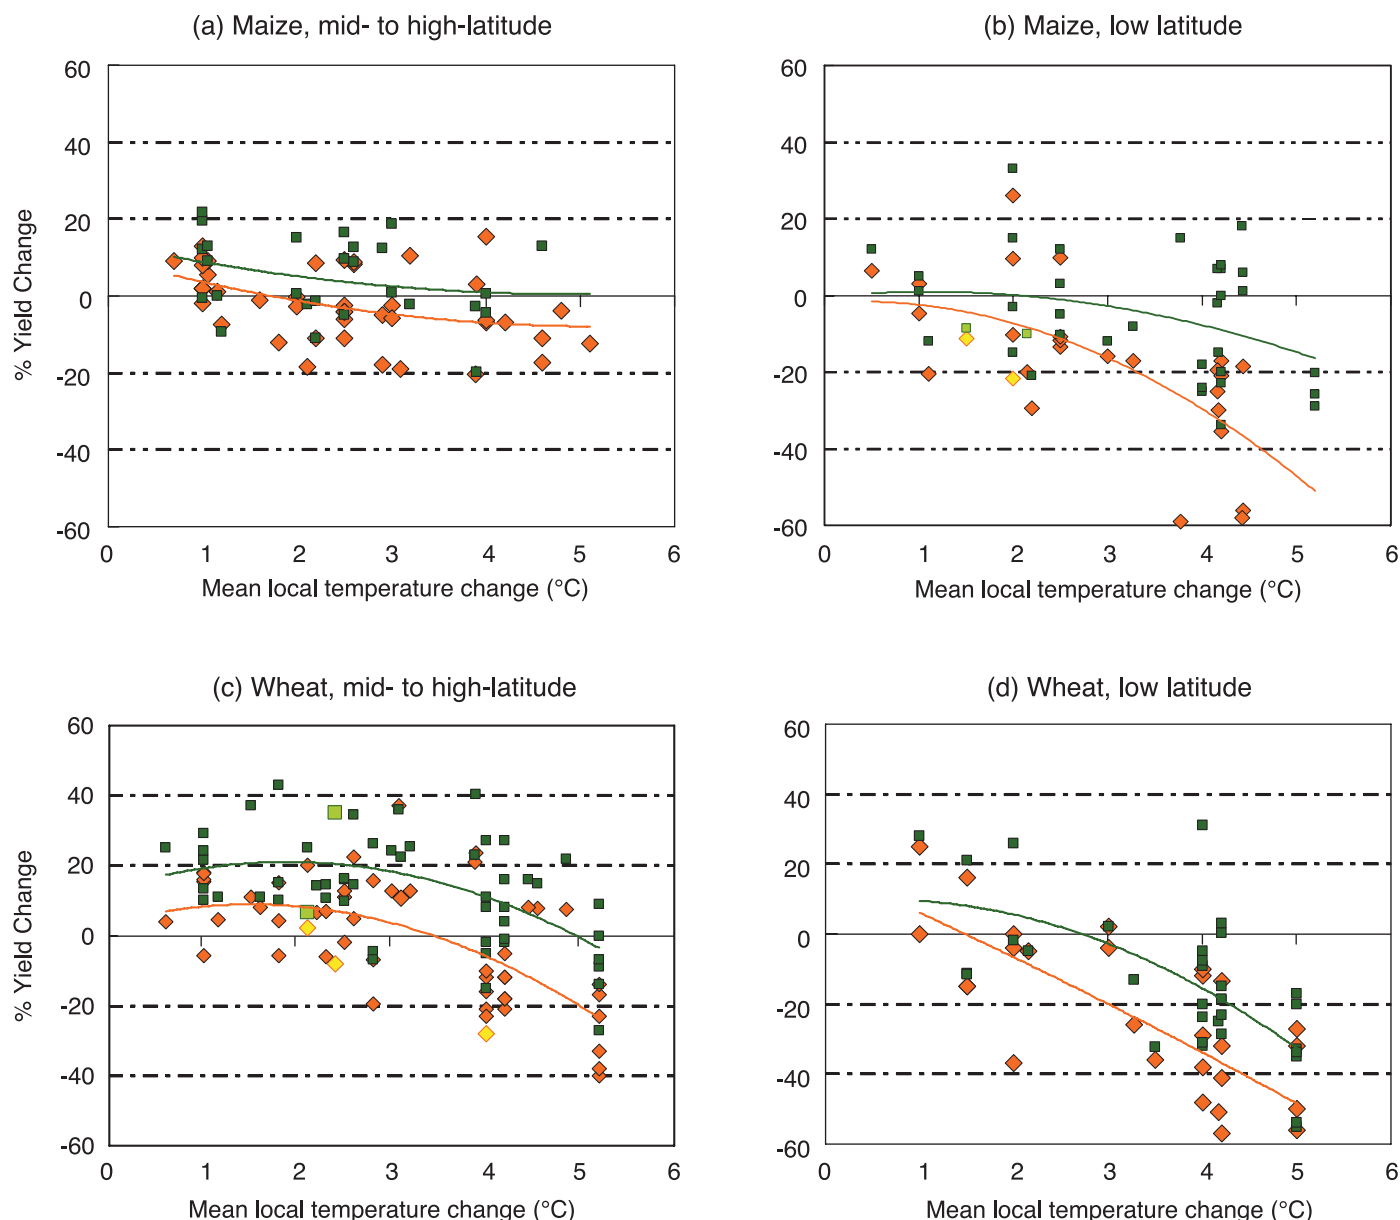 (a) Maize, mid- to high-latitude
60
40
20
0
-20
-40
-60
% Yield Change
0 1 2 3 4 5 6
Mean local temperature change (°C)
(b) Maize, low latitude
60
40
20
0
-20
-40
-60
0 1 2 3 4 5 6
Mean local temperature change (°C)
(c) Wheat, mid- to high-latitude
60
40
20
0
-20
-40
-60
% Yield Change
0 1 2 3 4 5 6
Mean local temperature change (°C)
(d) Wheat, low latitude
60
40
20
0
-20
-40
-60
0 1 2 3 4 5 6
Mean local temperature change (°C)